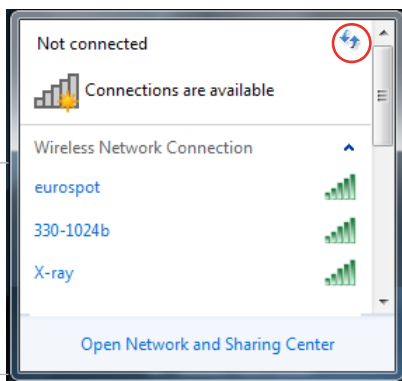 Not connected
Connections are available
Wireless Network Connection
eurospot
330-1024b
X-ray
Open Network and Sharing Center